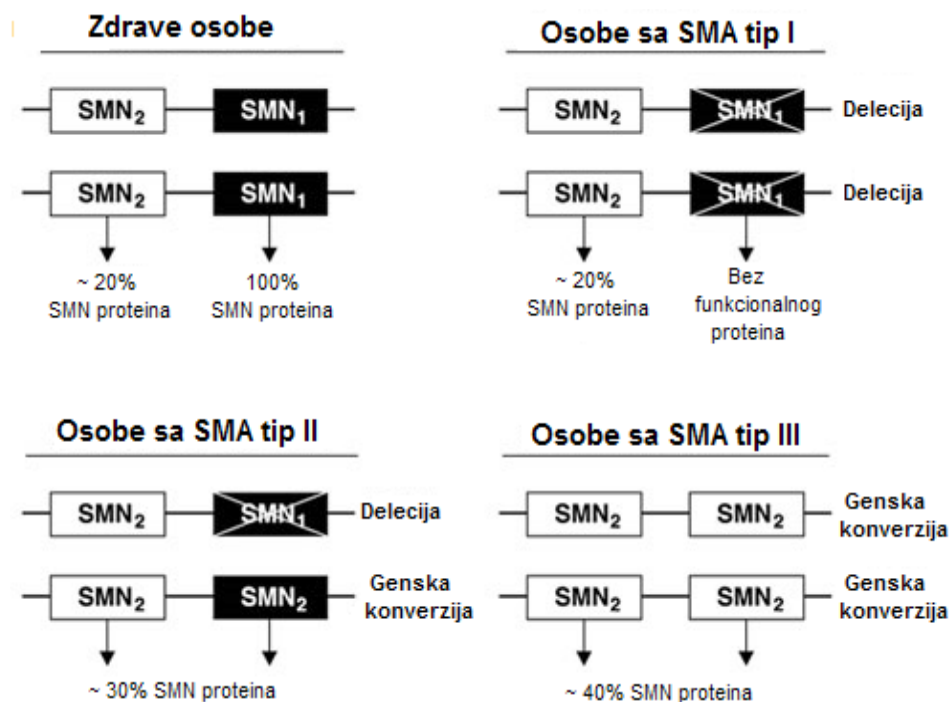 Zdrave osobe
SMN2 SMN1
SMN2 SMN1
~ 20%
SMN proteina
100%
SMN proteina
Osobe sa SMA tip I
SMN2 SMN1 Delecija
SMN2 SMN1 Delecija
~ 20%
SMN proteina
Bez
funkcionalnog
proteina
Osobe sa SMA tip II
SMN2 SMN1 Delecija
SMN2 SMN2 Genska
konverzija
~ 30% SMN proteina
Osobe sa SMA tip III
SMN2 SMN2 Genska
konverzija
SMN2 SMN2 Genska
konverzija
~ 40% SMN proteina